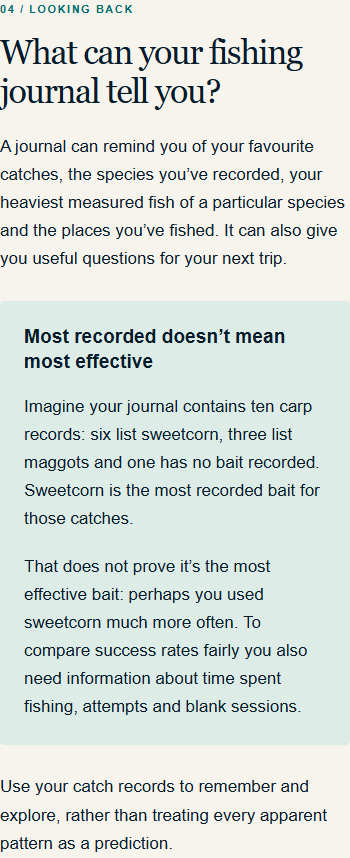 04 / LOOKING BACK
What can your fishing
journal tell you?
A journal can remind you of your favourite
catches, the species you’ve recorded, your
heaviest measured fish of a particular species
and the places you’ve fished. It can also give
you useful questions for your next trip.
Most recorded doesn’t mean
most effective
Imagine your journal contains ten carp
records: six list sweetcorn, three list
maggots and one has no bait recorded.
Sweetcorn is the most recorded bait for
those catches.
That does not prove it’s the most
effective bait: perhaps you used
sweetcorn much more often. To
compare success rates fairly you also
need information about time spent
fishing, attempts and blank sessions.
Use your catch records to remember and
explore, rather than treating every apparent
pattern as a prediction.